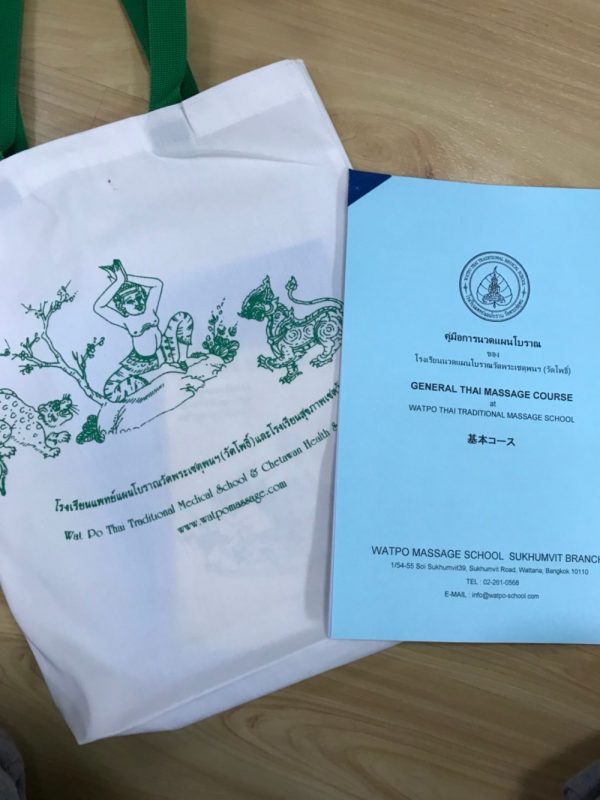 โรงเรียนแพทย์แผนโบราณวัดพระเชตุพนฯ(วัดโพธิ์)และโรงเรียนสุขภาพเชตวัน
Wat Po Thai Traditional Medical School & Chetawan Health &
www.watpomassage.com
WATPO THAI TRADITIONAL MEDICAL SCHOOL
คู่มือการนวดแผนโบราณ
ของ
โรงเรียนนวดแผนโบราณวัดพระเชตุพนฯ (วัดโพธิ์)
GENERAL THAI MASSAGE COURSE
at
WATPO THAI TRADITIONAL MASSAGE SCHOOL
基本コース
WATPO MASSAGE SCHOOL SUKHUMVIT BRANCH
1/54-55 Soi Sukhumvit39, Sukhumvit Road. Wattana, Bangkok 10110
TEL : 02-261-0568
E-MAIL : info@watpo-school.com